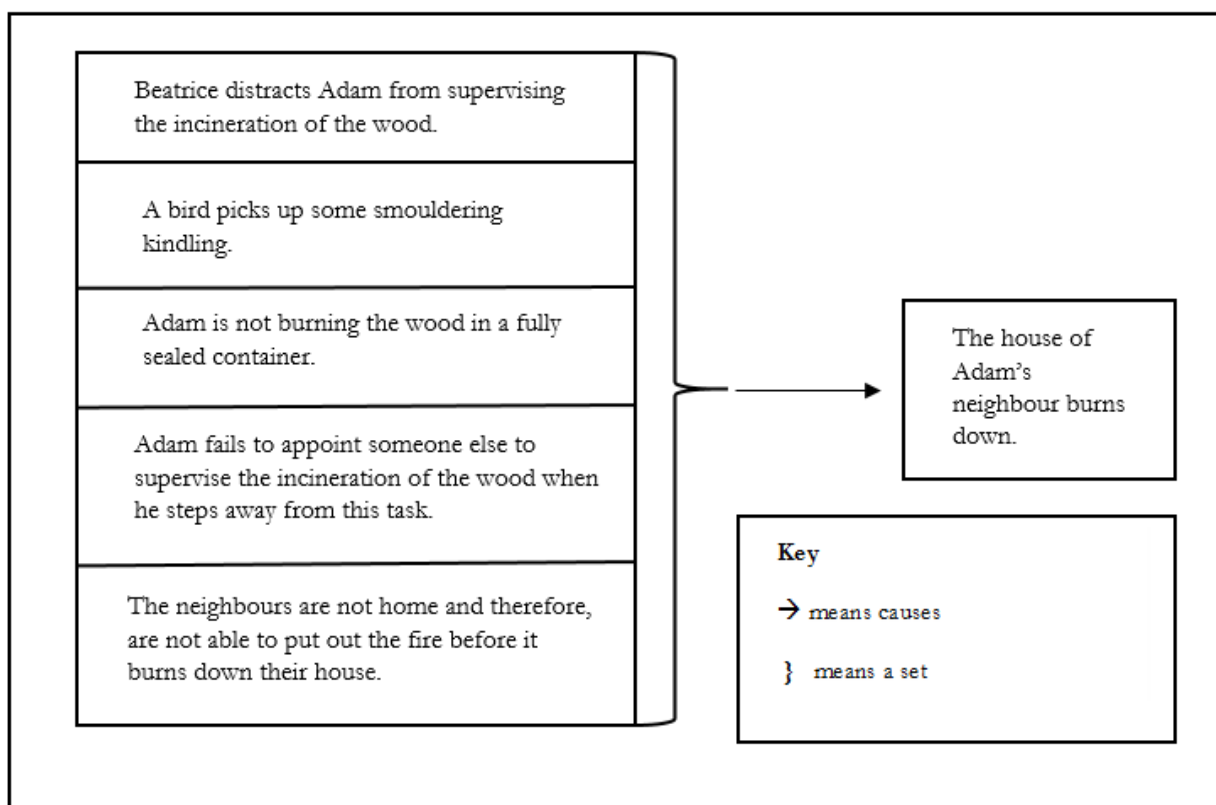 Beatrice distracts Adam from supervising
the incineration of the wood.
A bird picks up some smouldering
kindling.
Adam is not burning the wood in a fully
sealed container.
Adam fails to appoint someone else to
supervise the incineration of the wood when
he steps away from this task.
The neighbours are not home and therefore,
are not able to put out the fire before it
burns down their house.
The house of
Adam’s
neighbour burns
down.
Key
→ means causes
} means a set